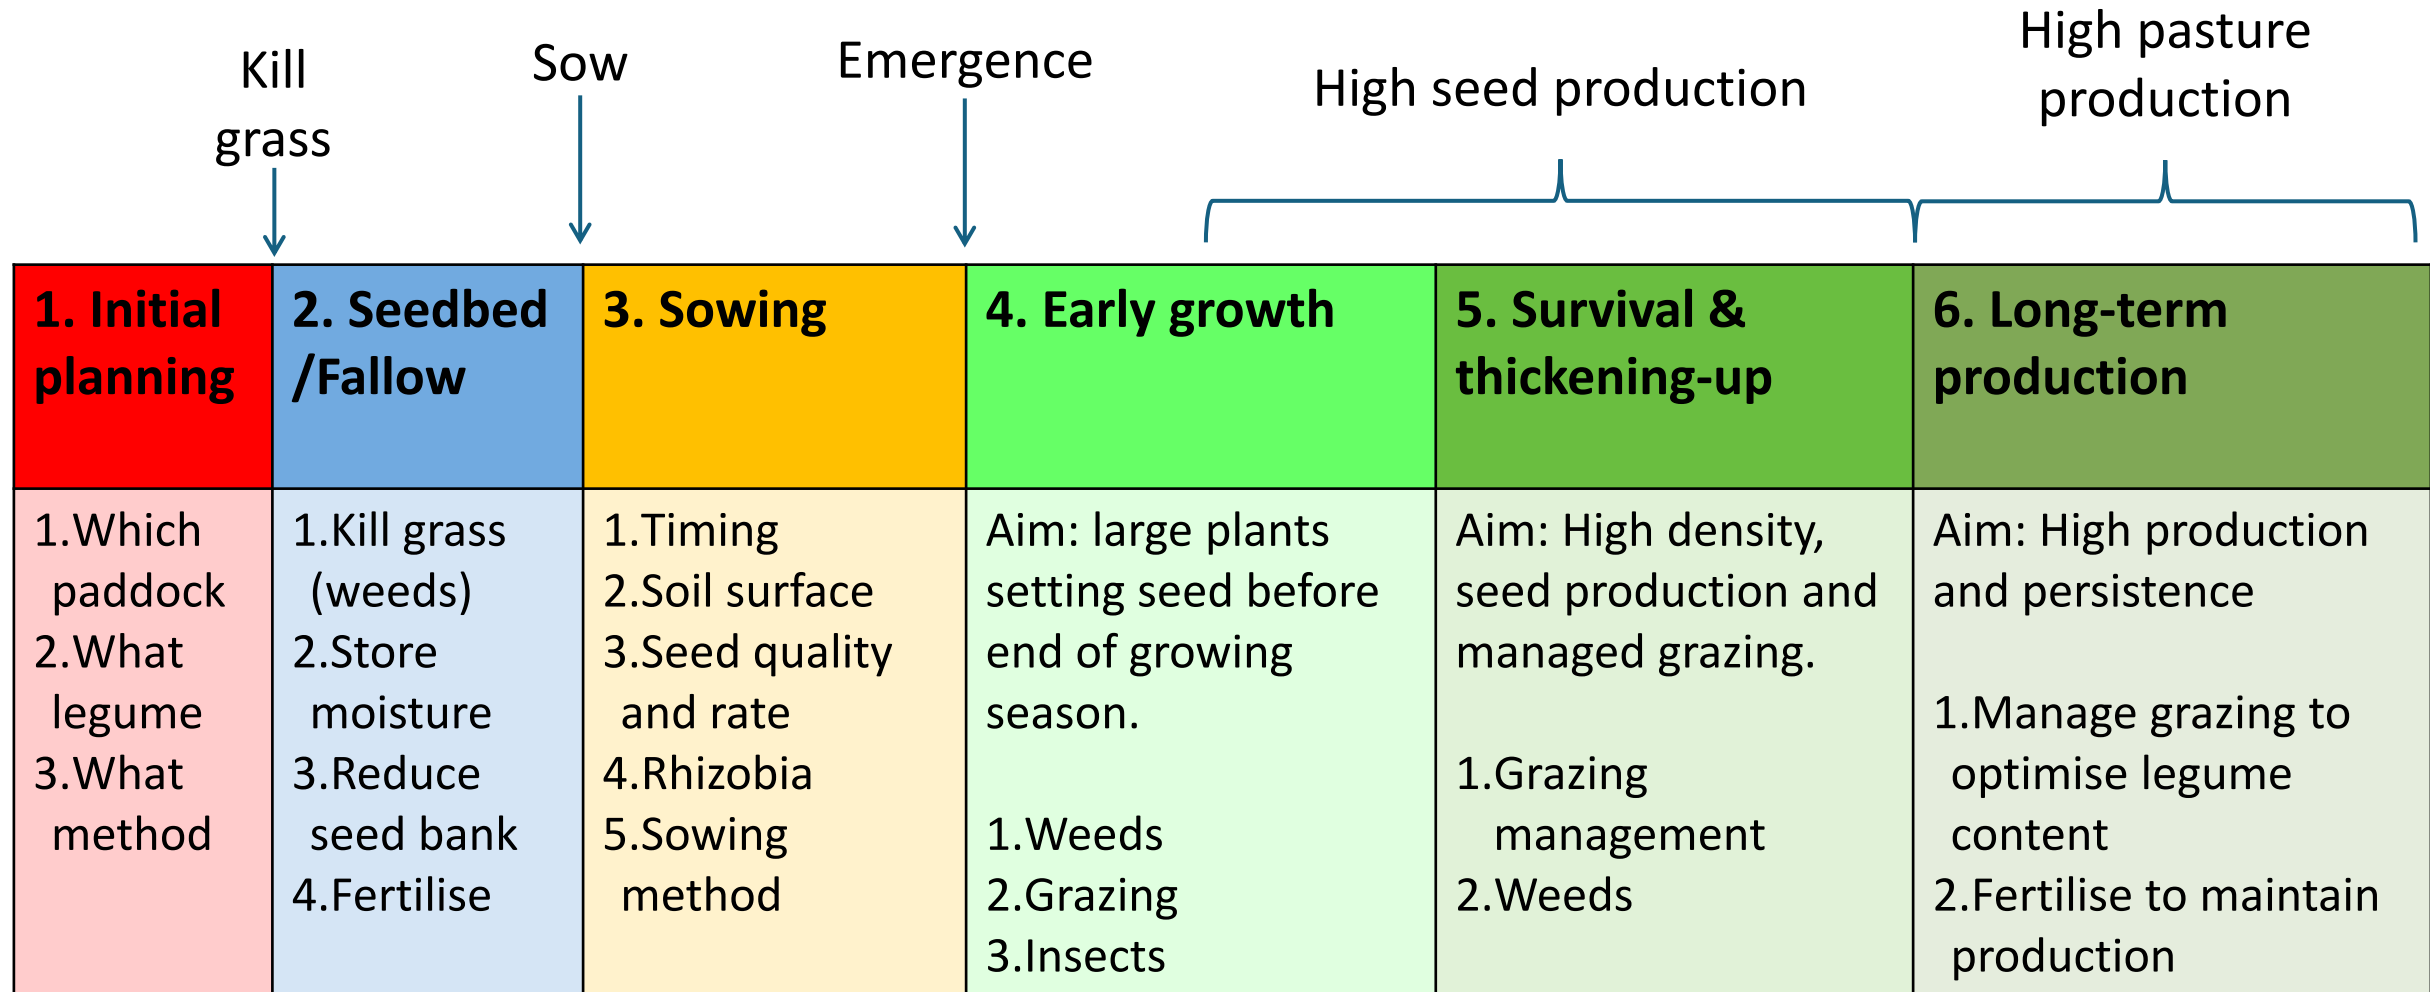 Kill
grass
Sow
Emergence
High seed production
High pasture
production
1. Initial
planning
2. Seedbed
/Fallow
3. Sowing
4. Early growth
5. Survival &
thickening-up
6. Long-term
production
1.Which
paddock
2.What
legume
3.What
method
1.Kill grass
(weeds)
2.Store
moisture
3.Reduce
seed bank
4.Fertilise
1.Timing
2.Soil surface
3.Seed quality
and rate
4.Rhizobia
5.Sowing
method
Aim: large plants
setting seed before
end of growing
season.
1.Weeds
2.Grazing
3.Insects
Aim: High density,
seed production and
managed grazing.
1.Grazing
management
2.Weeds
Aim: High production
and persistence
1.Manage grazing to
optimise legume
content
2.Fertilise to maintain
production